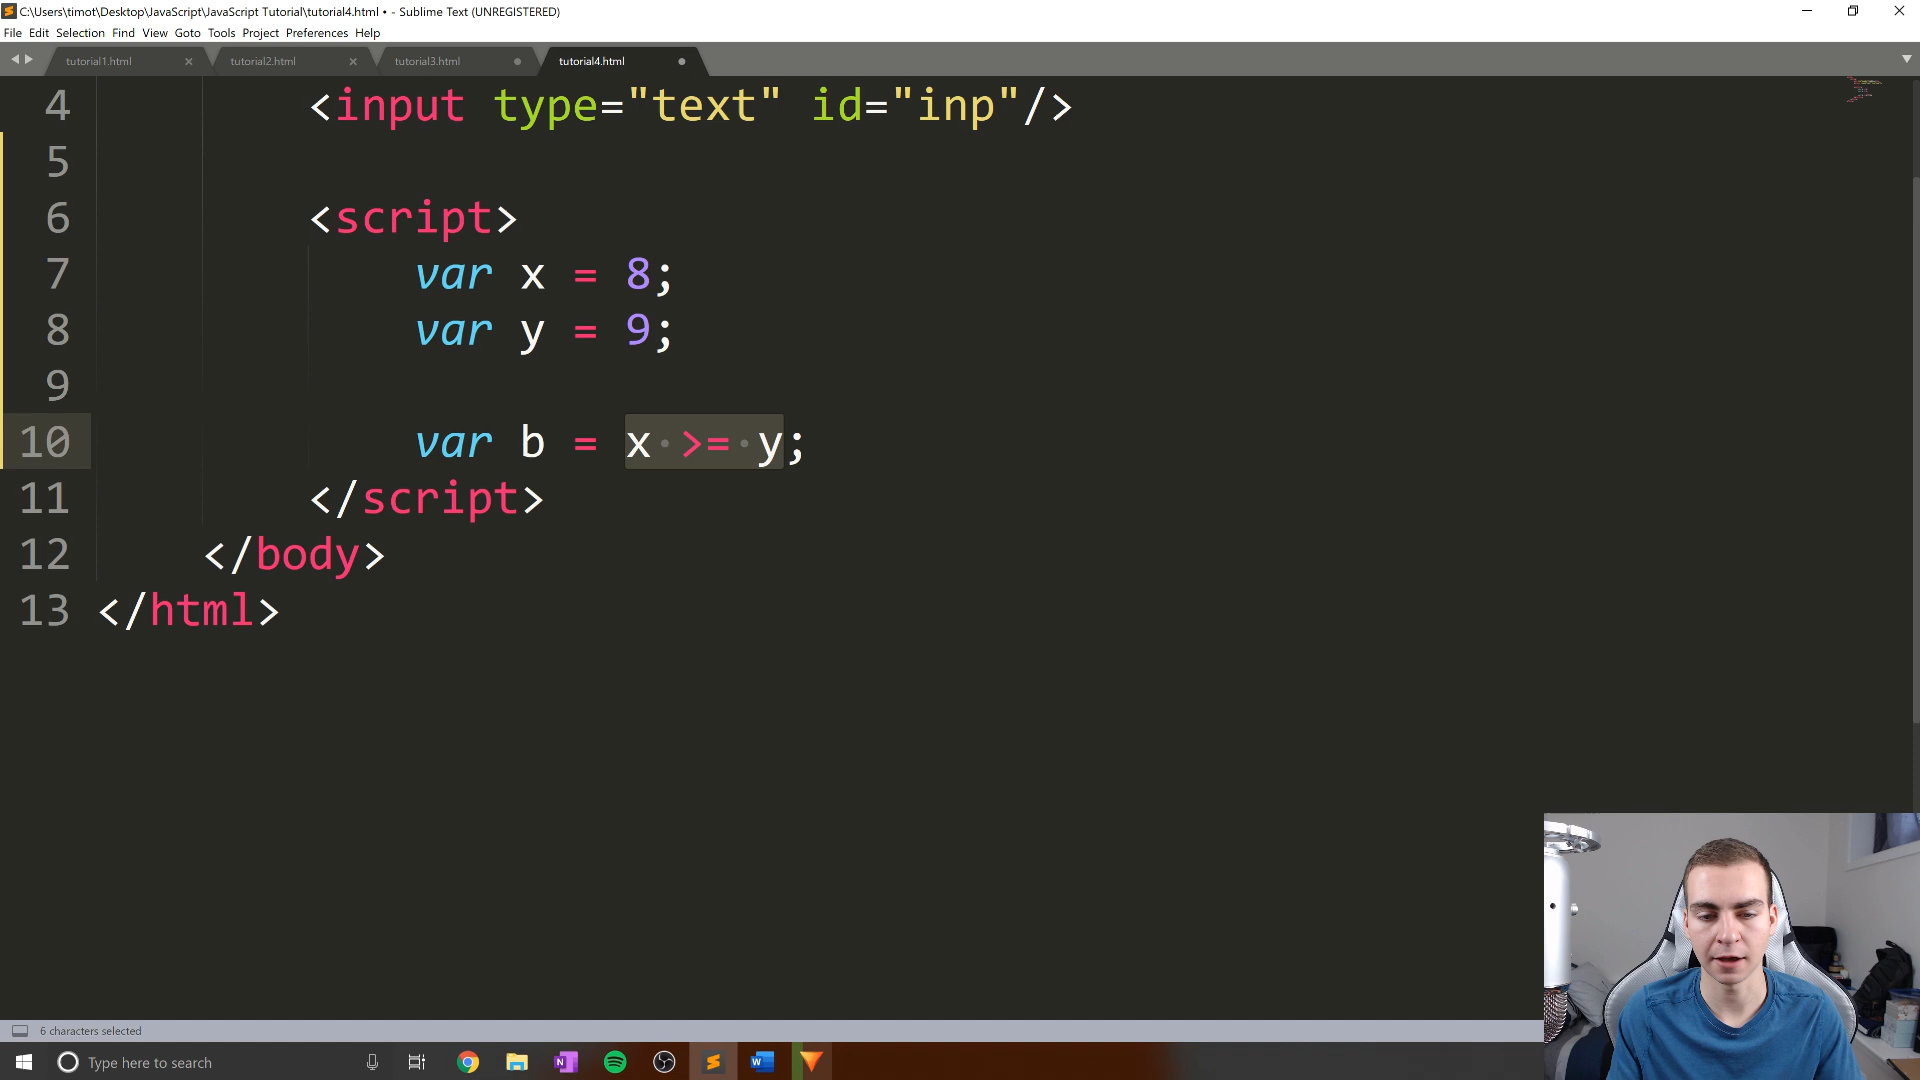 C:\Users\timot\Desktop\JavaScript\JavaScript Tutorial\tutorial4.html • - Sublime Text (UNREGISTERED)
File Edit Selection Find View Goto Tools Project Preferences Help
tutorial1.html tutorial2.html tutorial3.html tutorial4.html
4 <input type="text" id="inp"/>
5
6 <script>
7 var x = 8;
8 var y = 9;
9
10 var b = x >= y;
11 </script>
12 </body>
13 </html>
6 characters selected
Type here to search